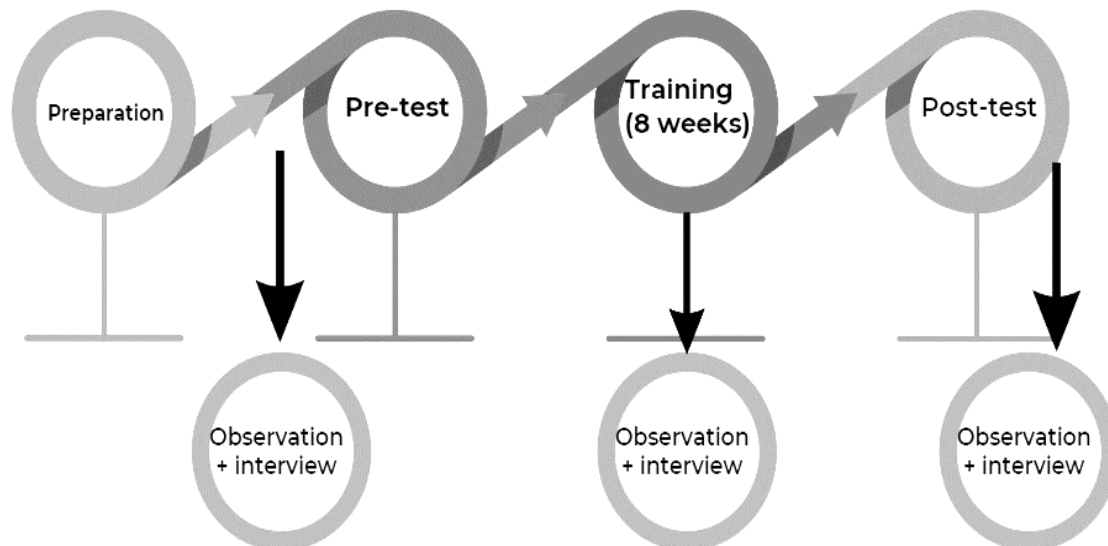 Preparation
Pre-test
Training
(8 weeks)
Post-test
Observation
+ interview
Observation
+ interview
Observation
+ interview